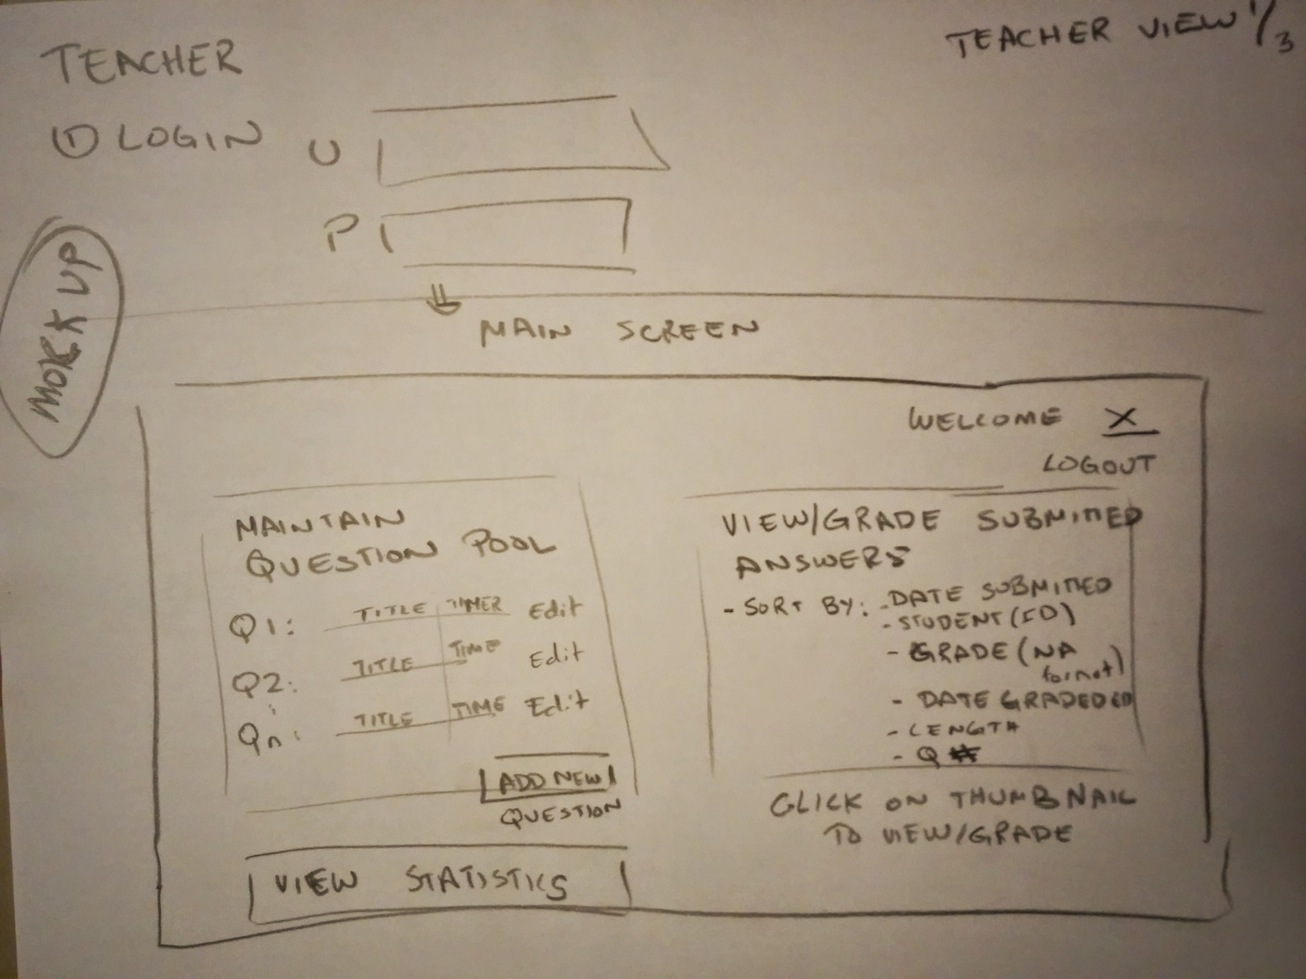 TEACHER
TEACHER VIEW 1/3
① LOGIN
U
P
MOCK UP
MAIN SCREEN
WELCOME X
LOGOUT
MAINTAIN
QUESTION POOL
Q1: TITLE TIMER Edit
Q2: TITLE TIME Edit
Qn: TITLE TIME Edit
ADD NEW
QUESTION
VIEW STATISTICS
VIEW/GRADE SUBMITTED
ANSWERS
- SORT BY: - DATE SUBMITTED
- STUDENT (ID)
- GRADE (NA
format)
- DATE GRADEDED
- LENGTH
- Q #
CLICK ON THUMBNAIL
TO VIEW/GRADE